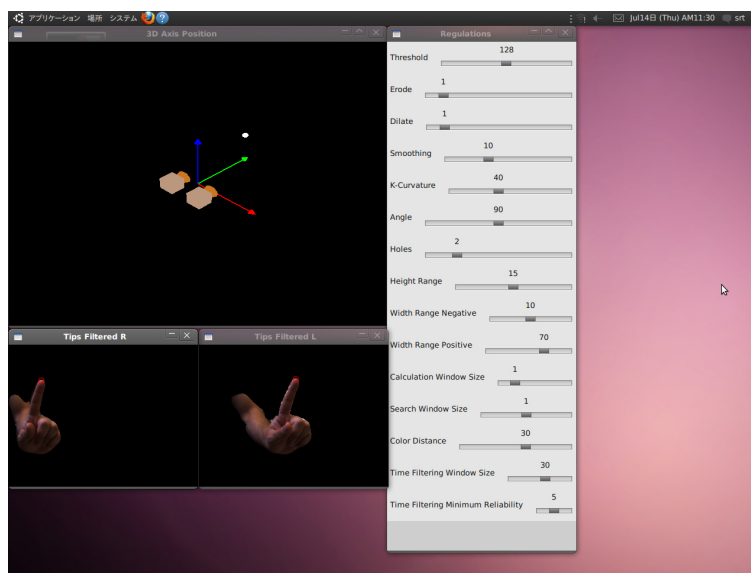 アプリケーション 場所 システム Jul14日 (Thu) AM11:30 srt
3D Axis Position
Regulations
Threshold 128
Erode 1
Dilate 1
Smoothing 10
K-Curvature 40
Angle 90
Holes 2
Height Range 15
Width Range Negative 10
Width Range Positive 70
Calculation Window Size 1
Search Window Size 1
Color Distance 30
Time Filtering Window Size 30
Time Filtering Minimum Reliability 5
Tips Filtered R
Tips Filtered L